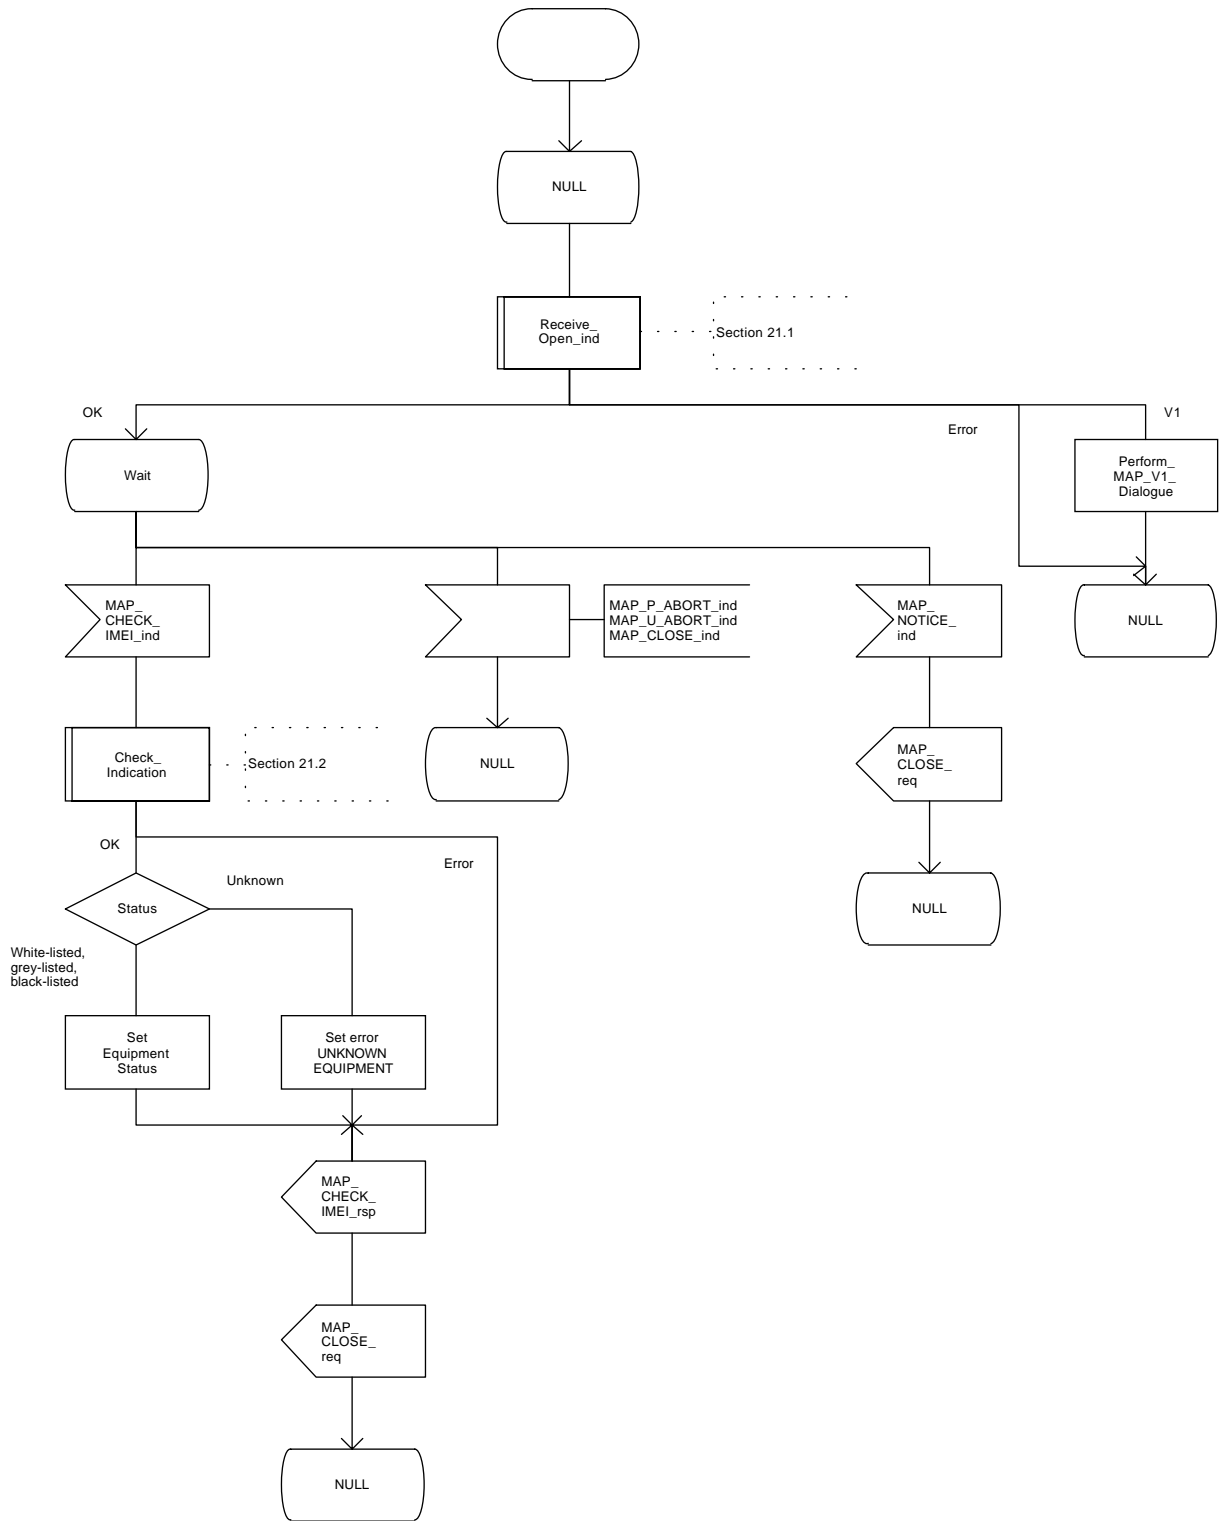 NULL
Receive_
Open_ind
Section 21.1
OK
Error
V1
Wait
Perform_
MAP_V1_
Dialogue
MAP_
CHECK_
IMEI_ind
MAP_P_ABORT_ind
MAP_U_ABORT_ind
MAP_CLOSE_ind
MAP_
NOTICE_
ind
NULL
Check_
Indication
Section 21.2
NULL
MAP_
CLOSE_
req
OK
Error
Unknown
Status
NULL
White-listed,
grey-listed,
black-listed
Set
Equipment
Status
Set error
UNKNOWN
EQUIPMENT
MAP_
CHECK_
IMEI_rsp
MAP_
CLOSE_
req
NULL